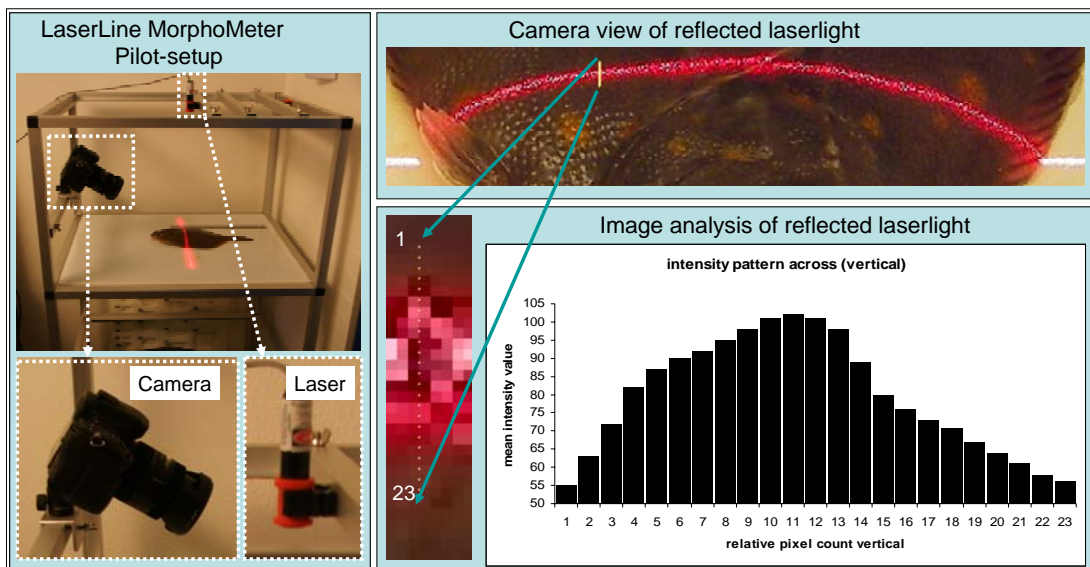 LaserLine MorphoMeter
Pilot-setup
Camera
Laser
Camera view of reflected laserlight
Image analysis of reflected laserlight
1
23
intensity pattern across (vertical)
mean intensity value
105
100
95
90
85
80
75
70
65
60
55
50
1 2 3 4 5 6 7 8 9 10 11 12 13 14 15 16 17 18 19 20 21 22 23
relative pixel count vertical